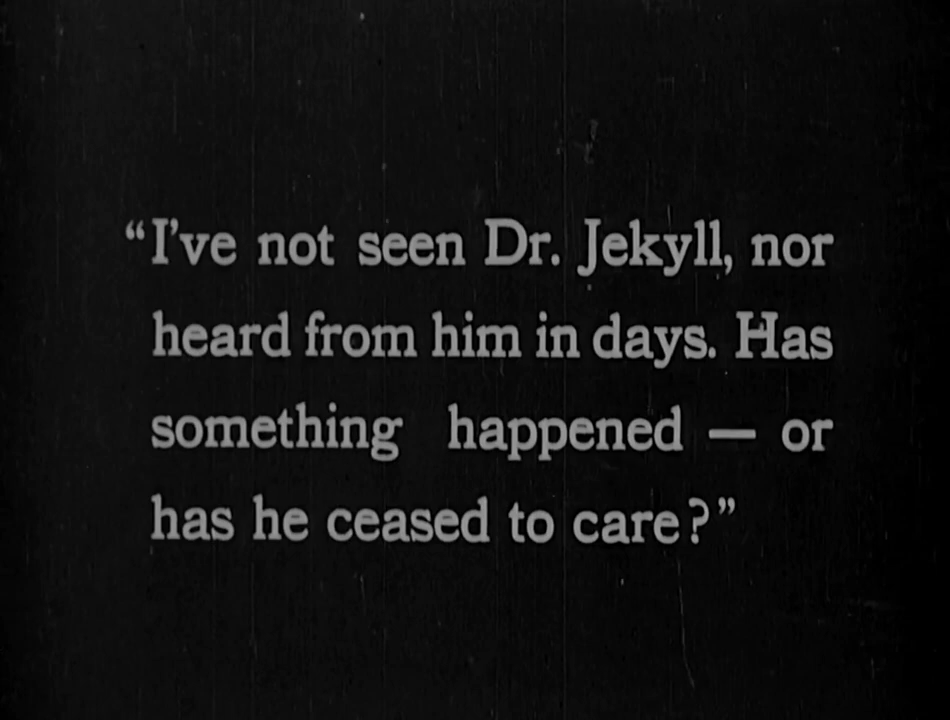 “I’ve not seen Dr. Jekyll, nor
heard from him in days. Has
something happened — or
has he ceased to care?”